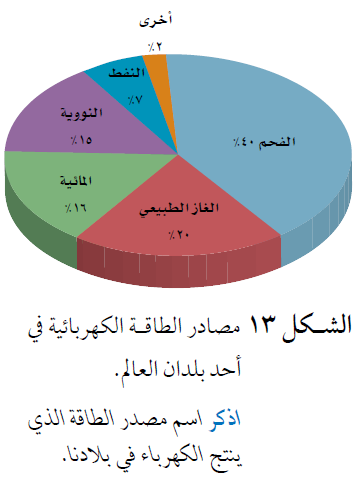 أخرى
٢٪
النفط
٧٪
النووية
١٥٪
المائية
١٦٪
الغاز الطبيعي
٢٠٪
الفحم ٤٠٪
الشكل ١٣ مصادر الطاقة الكهربائية في
أحد بلدان العالم.
اذكر اسم مصدر الطاقة الذي
ينتج الكهرباء في بلادنا.